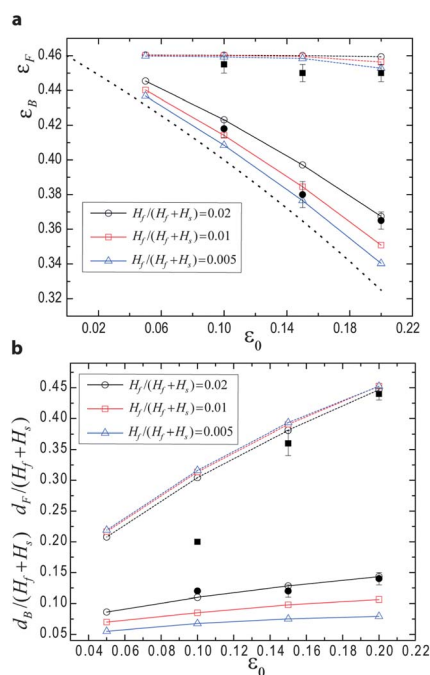 a
ε_B ε_F
0.46
0.44
0.42
0.40
0.38
0.36
0.34
0.32
H_f/(H_f+H_s)=0.02
H_f/(H_f+H_s)=0.01
H_f/(H_f+H_s)=0.005
0.02 0.06 0.10 0.14 0.18 0.22
ε_0
b
d_B/(H_f+H_s) d_F/(H_f+H_s)
0.45
0.40
0.35
0.30
0.25
0.20
0.15
0.10
0.05
H_f/(H_f+H_s)=0.02
H_f/(H_f+H_s)=0.01
H_f/(H_f+H_s)=0.005
0.04 0.06 0.08 0.10 0.12 0.14 0.16 0.18 0.20 0.22
ε_0